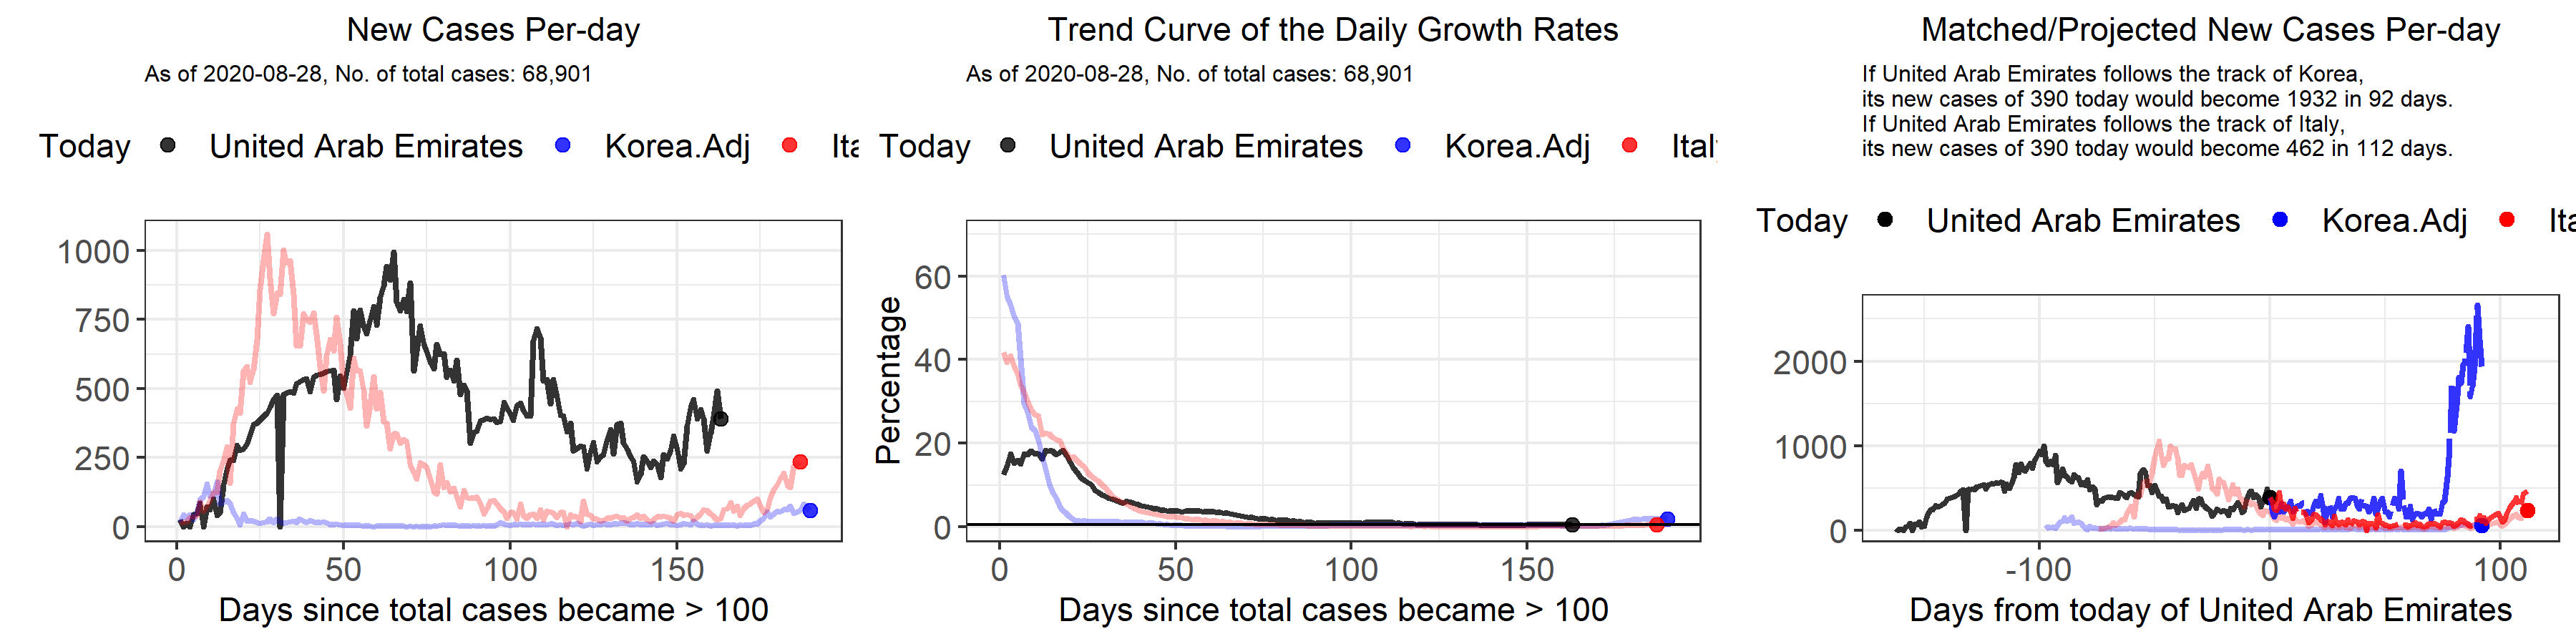 New Cases Per-day
As of 2020-08-28, No. of total cases: 68,901
Today United Arab Emirates Korea.Adj Ita
1000
750
500
250
0
0 50 100 150
Days since total cases became > 100
Trend Curve of the Daily Growth Rates
As of 2020-08-28, No. of total cases: 68,901
Today United Arab Emirates Korea.Adj Ital
Percentage
60
40
20
0
0 50 100 150
Days since total cases became > 100
Matched/Projected New Cases Per-day
If United Arab Emirates follows the track of Korea,
its new cases of 390 today would become 1932 in 92 days.
If United Arab Emirates follows the track of Italy,
its new cases of 390 today would become 462 in 112 days.
Today United Arab Emirates Korea.Adj Ita
2000
1000
0
-100 0 100
Days from today of United Arab Emirates